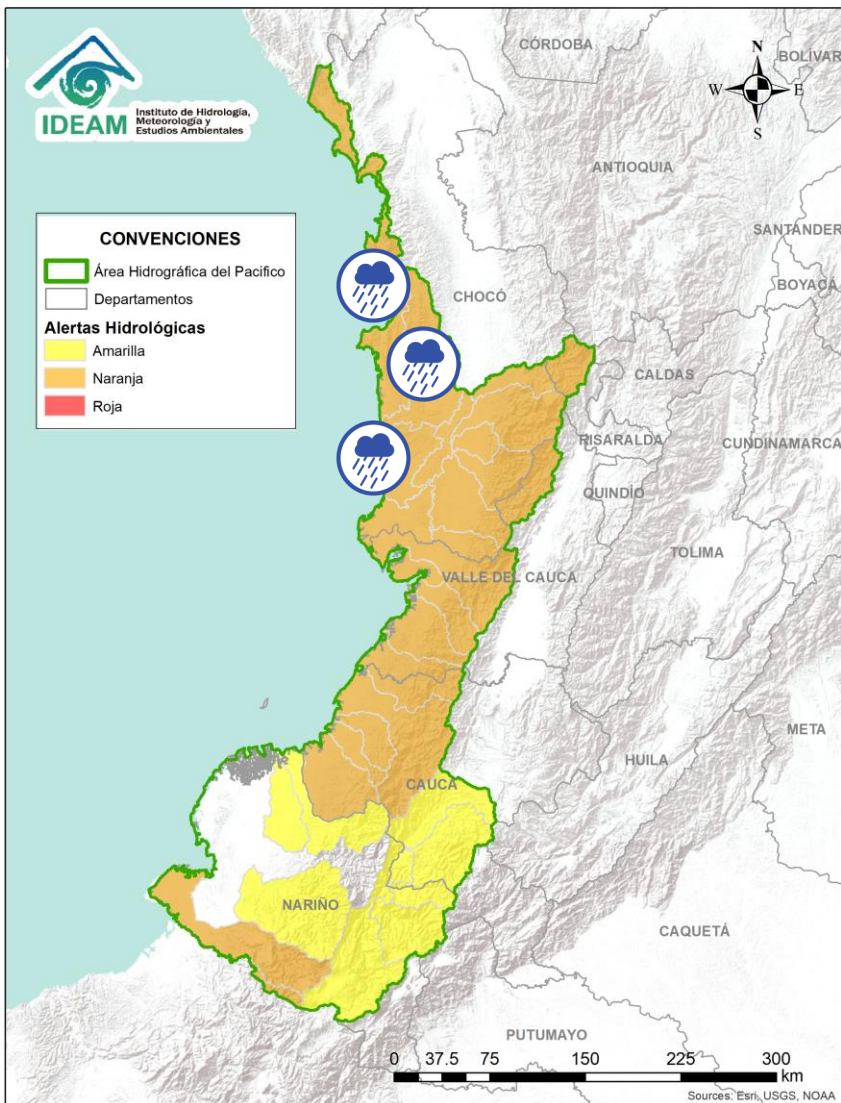 IDEAM
Instituto de Hidrología,
Meteorología y
Estudios Ambientales
CÓRDOBA
BOLÍVAR
N
W
E
S
ANTIOQUIA
SANTANDER
BOYACÁ
CONVENCIONES
Área Hidrográfica del Pacifico
Departamentos
Alertas Hidrológicas
Amarilla
Naranja
Roja
CHOCÓ
CALDAS
RISARALDA
CUNDINAMARCA
QUINDÍO
TOLIMA
VALLE DEL CAUCA
META
HUILA
CAUCA
NARIÑO
CAQUETÁ
PUTUMAYO
0 37.5 75 150 225 300
km
Sources: Esri, USGS, NOAA